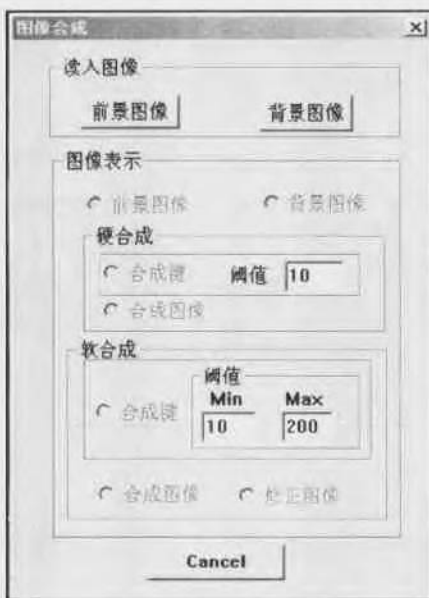 图像合成
读入图像
前景图像 背景图像
图像表示
前景图像 背景图像
硬合成
合成键 阈值 10
合成图像
软合成
阈值
Min Max
合成键 10 200
合成图像 修正图像
Cancel